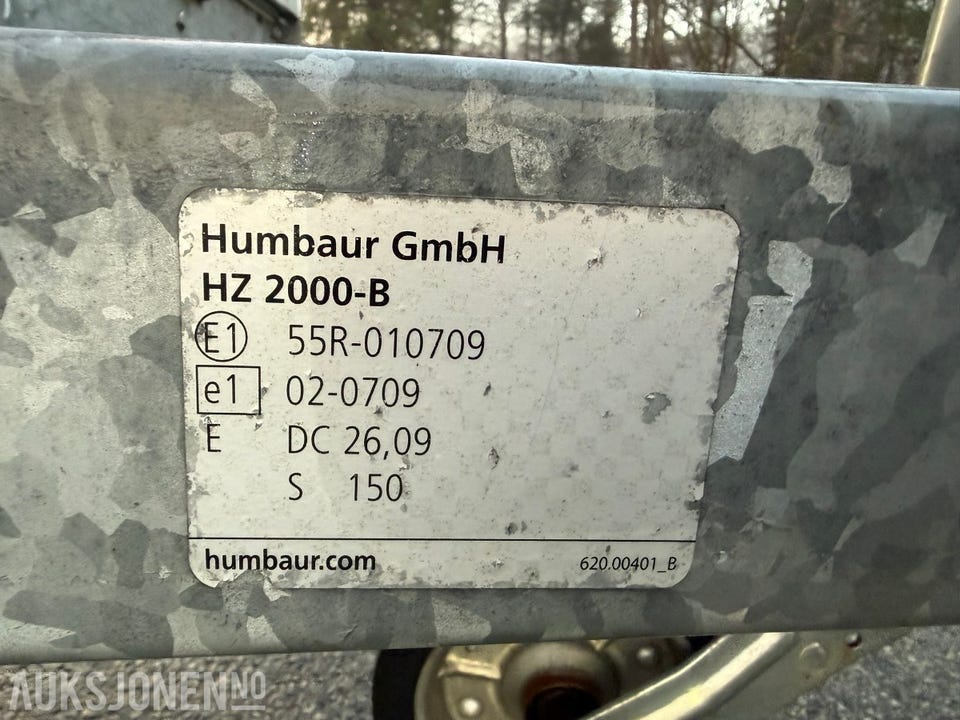 Humbaur GmbH
HZ 2000-B
E1 55R-010709
e1 02-0709
E DC 26,09
S 150
humbaur.com 620.00401_B
AUKSJONEN.NO